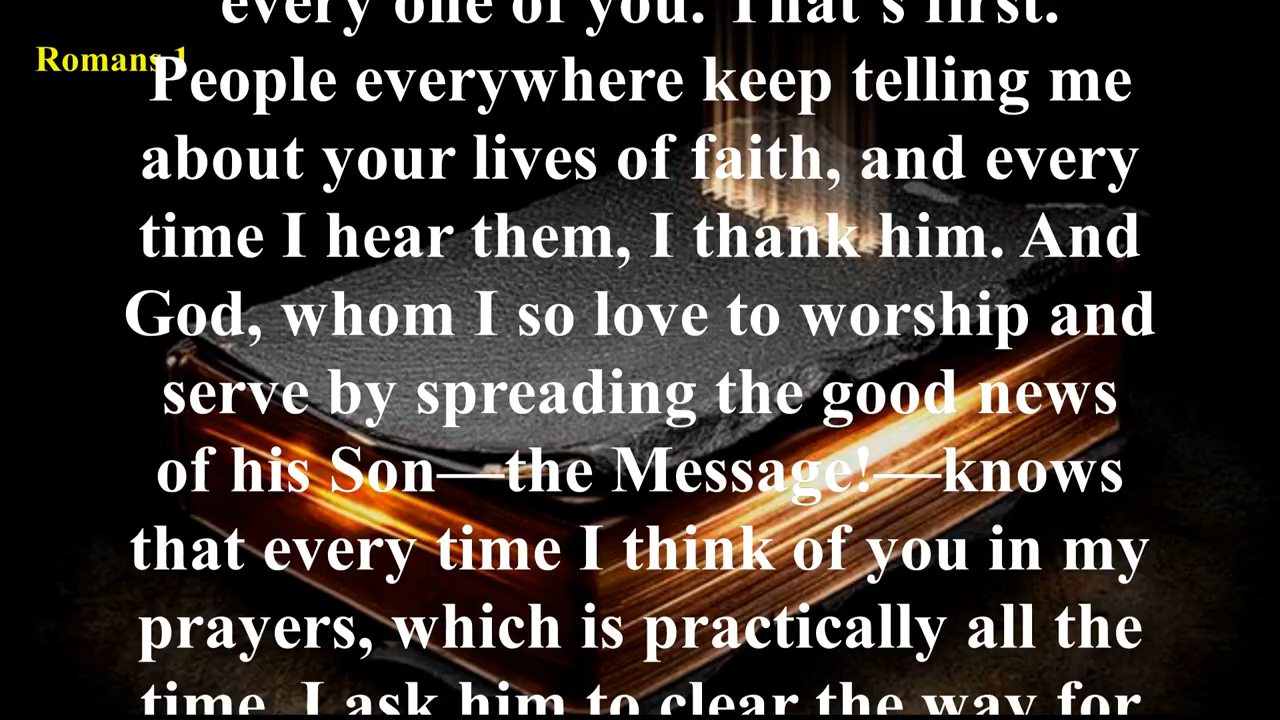 every one of you. That's first.
Romans 1
People everywhere keep telling me
about your lives of faith, and every
time I hear them, I thank him. And
God, whom I so love to worship and
serve by spreading the good news
of his Son—the Message!—knows
that every time I think of you in my
prayers, which is practically all the
time, I ask him to clear the way for